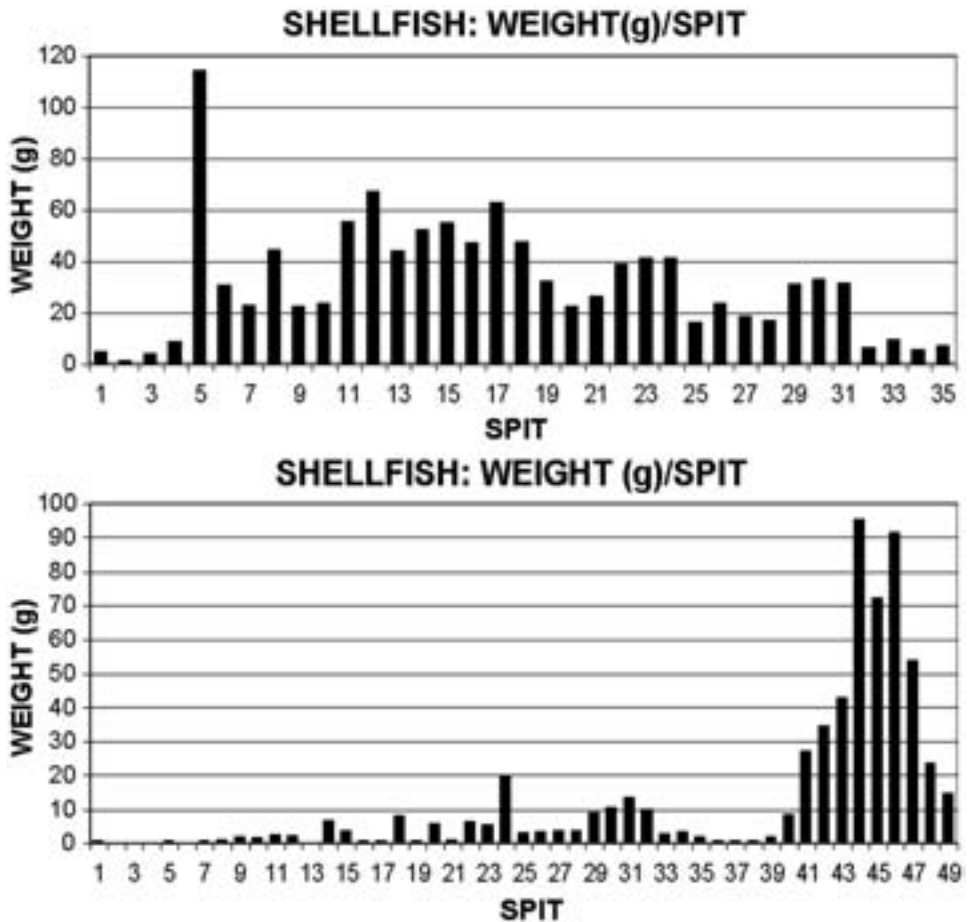 SHELLFISH: WEIGHT(g)/SPIT
120
100
80
60
40
20
0
WEIGHT (g)
1 3 5 7 9 11 13 15 17 19 21 23 25 27 29 31 33 35
SPIT
SHELLFISH: WEIGHT (g)/SPIT
100
90
80
70
60
50
40
30
20
10
0
WEIGHT (g)
1 3 5 7 9 11 13 15 17 19 21 23 25 27 29 31 33 35 37 39 41 43 45 47 49
SPIT